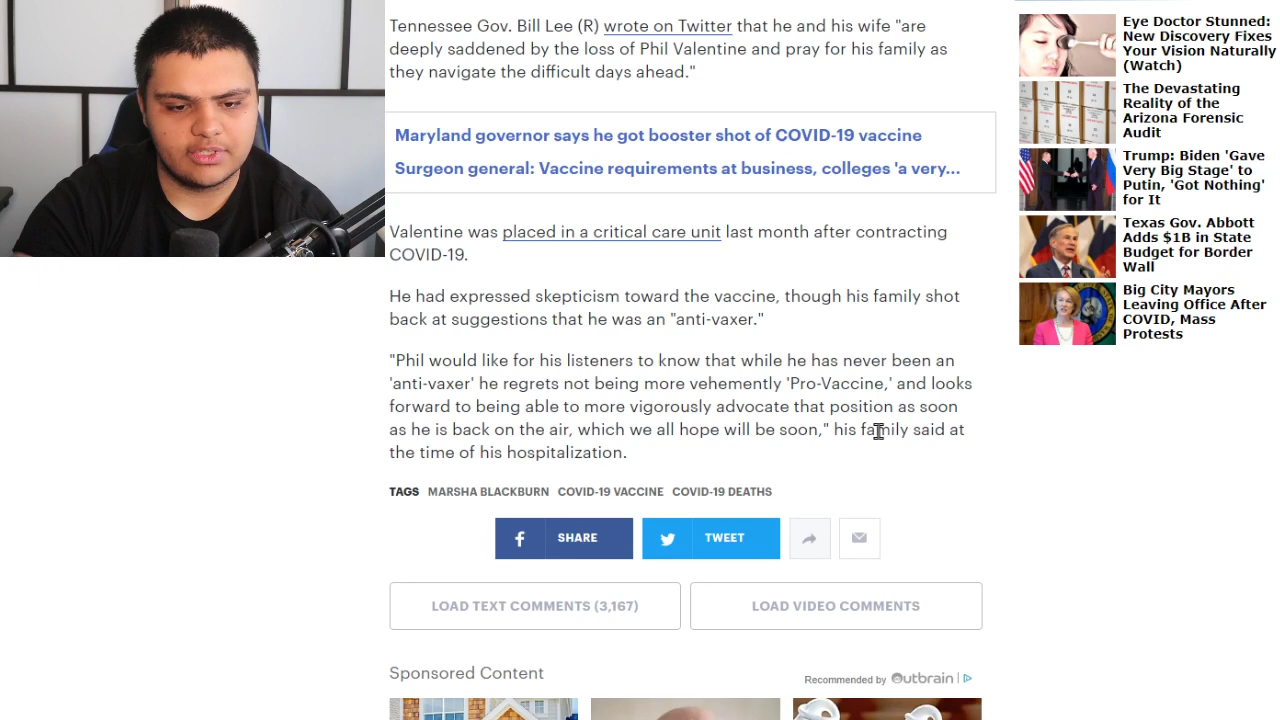 Tennessee Gov. Bill Lee (R) wrote on Twitter that he and his wife "are
deeply saddened by the loss of Phil Valentine and pray for his family as
they navigate the difficult days ahead."
Maryland governor says he got booster shot of COVID-19 vaccine
Surgeon general: Vaccine requirements at business, colleges 'a very...
Valentine was placed in a critical care unit last month after contracting
COVID-19.
He had expressed skepticism toward the vaccine, though his family shot
back at suggestions that he was an "anti-vaxer."
"Phil would like for his listeners to know that while he has never been an
'anti-vaxer' he regrets not being more vehemently 'Pro-Vaccine,' and looks
forward to being able to more vigorously advocate that position as soon
as he is back on the air, which we all hope will be soon," his family said at
the time of his hospitalization.
TAGS MARSHA BLACKBURN COVID-19 VACCINE COVID-19 DEATHS
SHARE
TWEET
LOAD TEXT COMMENTS (3,167)
LOAD VIDEO COMMENTS
Sponsored Content
Recommended by Outbrain
Eye Doctor Stunned:
New Discovery Fixes
Your Vision Naturally
(Watch)
The Devastating
Reality of the
Arizona Forensic
Audit
Trump: Biden 'Gave
Very Big Stage' to
Putin, 'Got Nothing'
for It
Texas Gov. Abbott
Adds $1B in State
Budget for Border
Wall
Big City Mayors
Leaving Office After
COVID, Mass
Protests